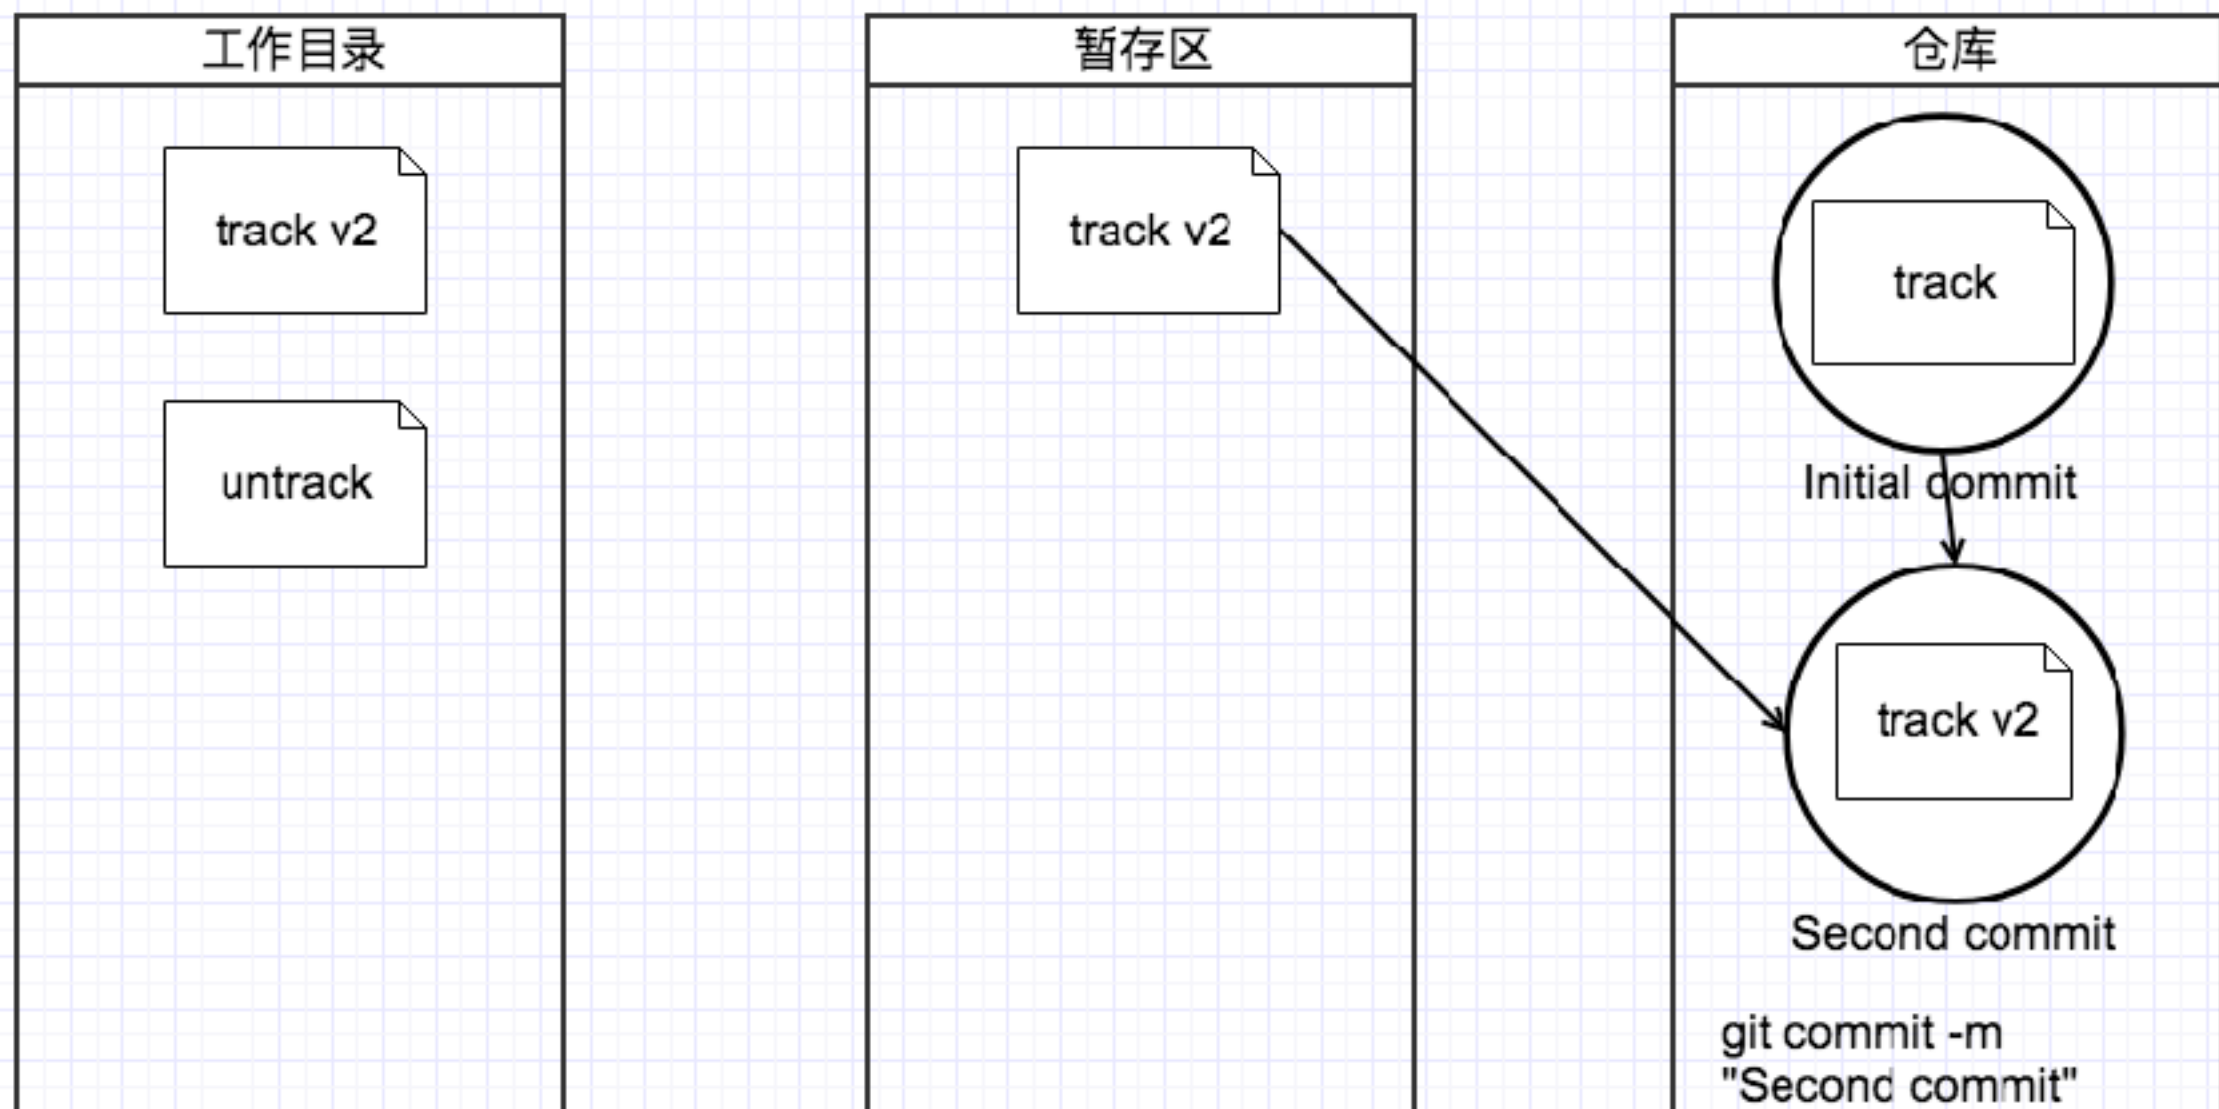 工作目录
track v2
untrack
暂存区
track v2
仓库
track
Initial commit
track v2
Second commit
git commit -m
"Second commit"